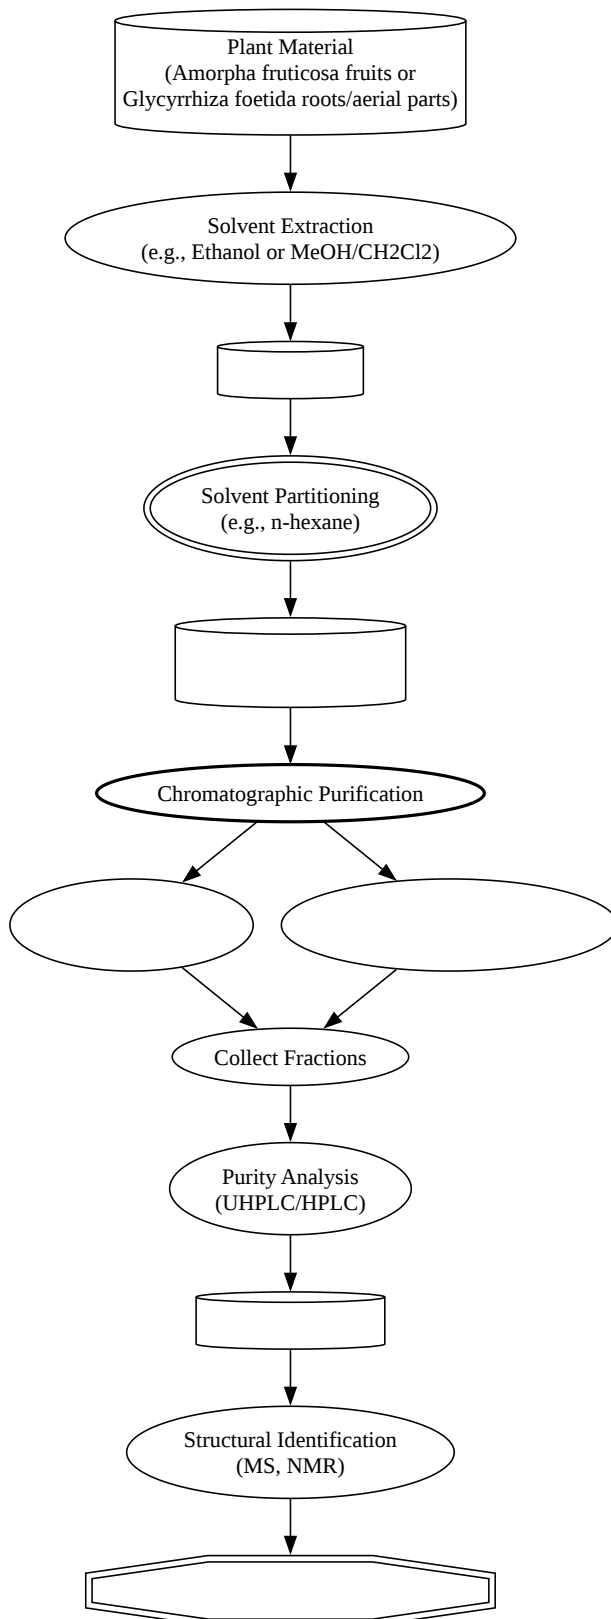 Plant Material
(Amorpha fruticosa fruits or
Glycyrrhiza foetida roots/aerial parts)
Solvent Extraction
(e.g., Ethanol or MeOH/CH2Cl2)
Solvent Partitioning
(e.g., n-hexane)
Chromatographic Purification
Collect Fractions
Purity Analysis
(UHPLC/HPLC)
Structural Identification
(MS, NMR)